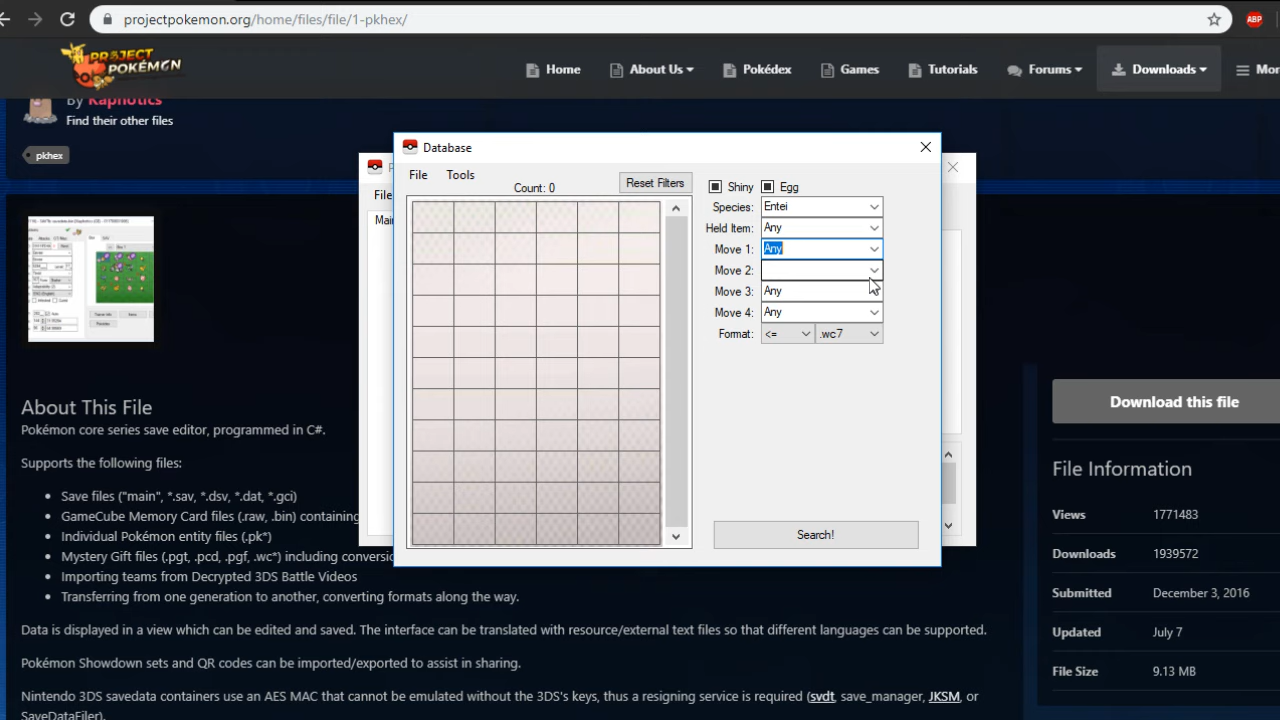 projectpokemon.org/home/files/file/1-pkhex/
ABP
PROJECT
POKÉMON
Home
About Us
Pokédex
Games
Tutorials
Forums
Downloads
Mor
By Kaphotics
Find their other files
pkhex
Database
File Tools
Count: 0
Reset Filters
Shiny Egg
Species: Entei
Held Item: Any
Move 1: Any
Move 2:
Move 3: Any
Move 4: Any
Format: <= .wc7
Search!
File
Mai
About This File
Pokémon core series save editor, programmed in C#.
Supports the following files:
Save files ("main", *.sav, *.dsv, *.dat, *.gci)
GameCube Memory Card files (.raw, .bin) containing
Individual Pokémon entity files (.pk*)
Mystery Gift files (.pgt, .pcd, .pgf, .wc*) including conversi
Importing teams from Decrypted 3DS Battle Videos
Transferring from one generation to another, converting formats along the way.
Data is displayed in a view which can be edited and saved. The interface can be translated with resource/external text files so that different languages can be supported.
Pokémon Showdown sets and QR codes can be imported/exported to assist in sharing.
Nintendo 3DS savedata containers use an AES MAC that cannot be emulated without the 3DS's keys, thus a resigning service is required (svdt, save_manager, JKSM, or
SaveDataFiler).
Download this file
File Information
Views 1771483
Downloads 1939572
Submitted December 3, 2016
Updated July 7
File Size 9.13 MB